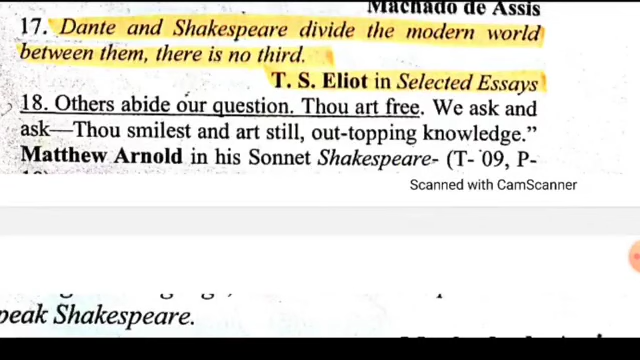 Machado de Assis
17. Dante and Shakespeare divide the modern world
between them, there is no third.
T. S. Eliot in Selected Essays
18. Others abide our question. Thou art free. We ask and
ask—Thou smilest and art still, out-topping knowledge.”
Matthew Arnold in his Sonnet Shakespeare- (T- '09, P-
Scanned with CamScanner
peak Shakespeare.